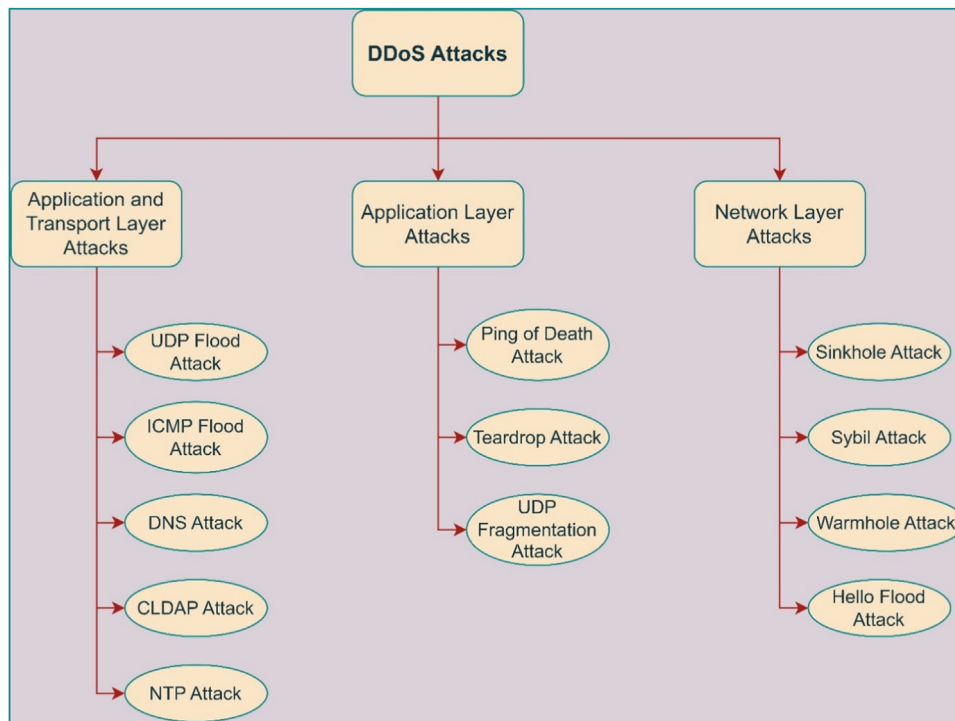 DDoS Attacks
Application and
Transport Layer
Attacks
Application Layer
Attacks
Network Layer
Attacks
UDP Flood
Attack
ICMP Flood
Attack
DNS Attack
CLDAP Attack
NTP Attack
Ping of Death
Attack
Teardrop Attack
UDP
Fragmentation
Attack
Sinkhole Attack
Sybil Attack
Warmhole Attack
Hello Flood
Attack